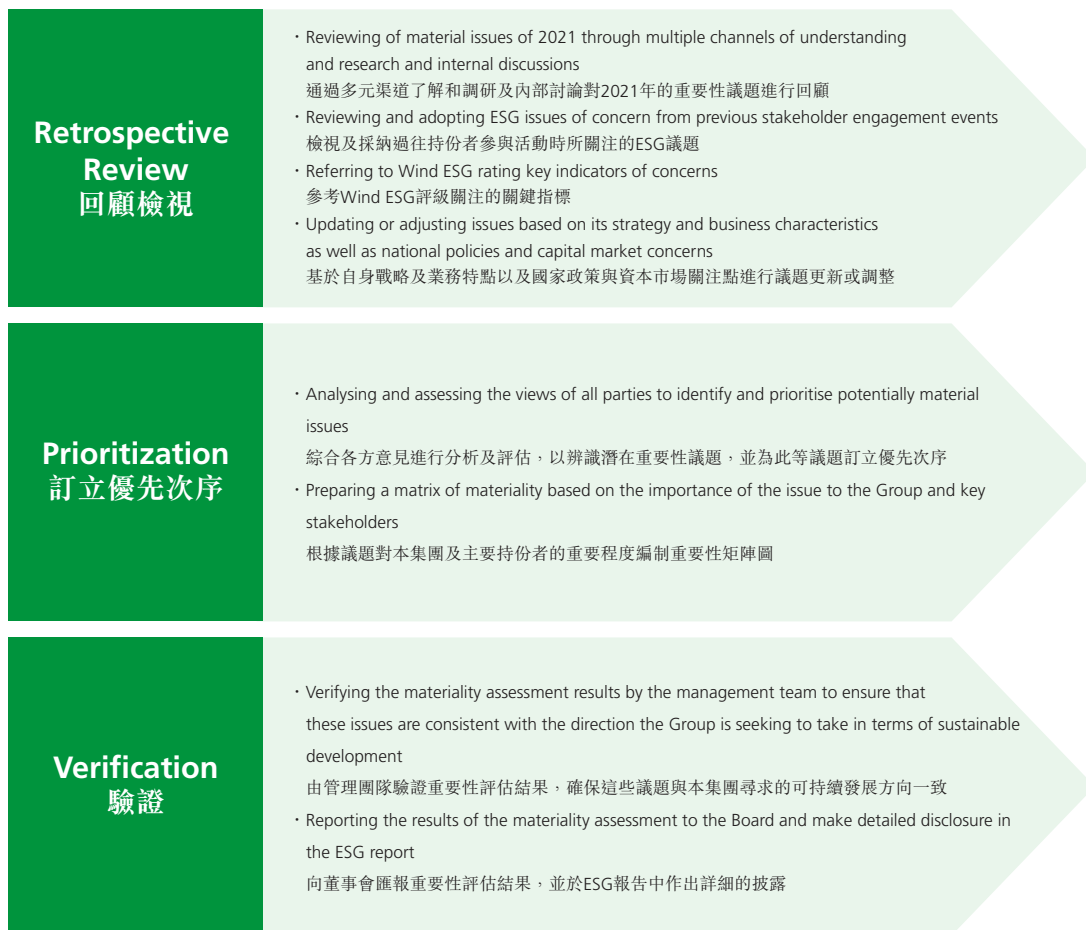 Retrospective
Review
回顧檢視
· Reviewing of material issues of 2021 through multiple channels of understanding
and research and internal discussions
通過多元渠道了解和調研及內部討論對2021年的重要性議題進行回顧
· Reviewing and adopting ESG issues of concern from previous stakeholder engagement events
檢視及採納過往持份者參與活動時所關注的ESG議題
· Referring to Wind ESG rating key indicators of concerns
參考Wind ESG評級關注的關鍵指標
· Updating or adjusting issues based on its strategy and business characteristics
as well as national policies and capital market concerns
基於自身戰略及業務特點以及國家政策與資本市場關注點進行議題更新或調整
Prioritization
訂立優先次序
· Analysing and assessing the views of all parties to identify and prioritise potentially material
issues
綜合各方意見進行分析及評估，以辨識潛在重要性議題，並為此等議題訂立優先次序
· Preparing a matrix of materiality based on the importance of the issue to the Group and key
stakeholders
根據議題對本集團及主要持份者的重要程度編制重要性矩陣圖
Verification
驗證
· Verifying the materiality assessment results by the management team to ensure that
these issues are consistent with the direction the Group is seeking to take in terms of sustainable
development
由管理團隊驗證重要性評估結果，確保這些議題與本集團尋求的可持續發展方向一致
· Reporting the results of the materiality assessment to the Board and make detailed disclosure in
the ESG report
向董事會匯報重要性評估結果，並於ESG報告中作出詳細的披露